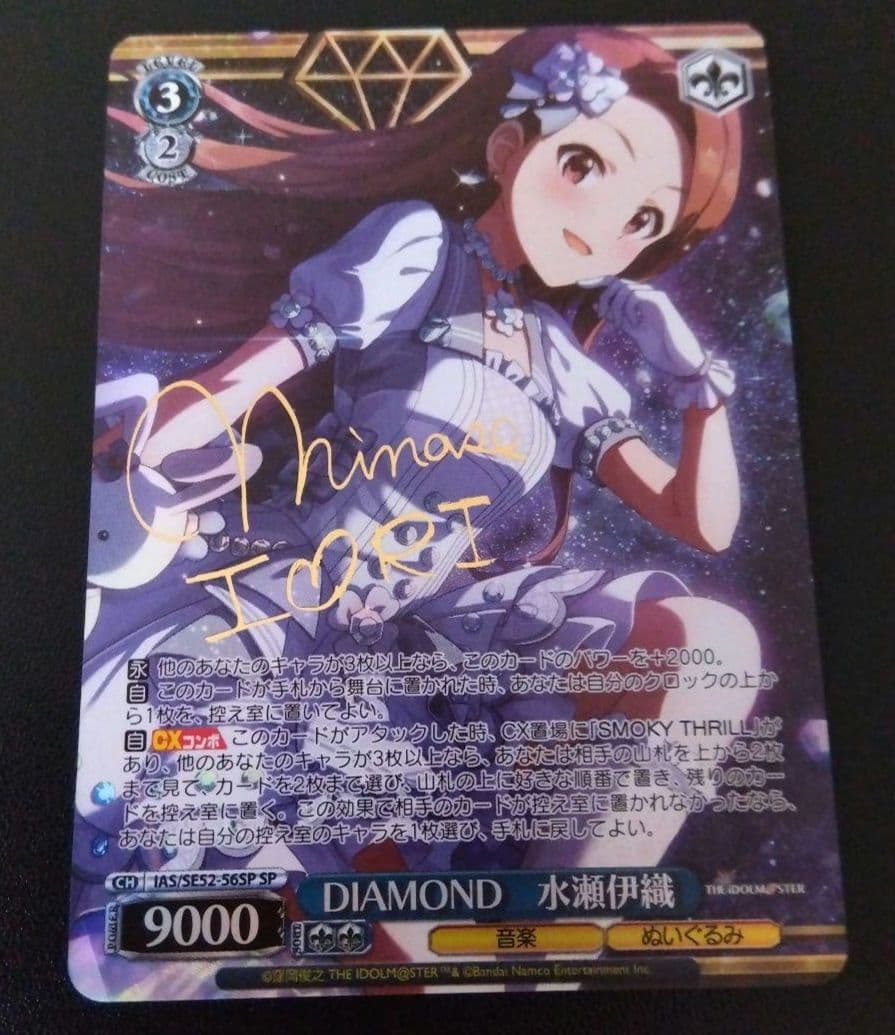 LEVEL
3
2
COST
Minase
IORI
永 他のあなたのキャラが3枚以上なら、このカードのパワーを+2000。
自 このカードが手札から舞台に置かれた時、あなたは自分のクロックの上か
ら1枚を、控え室に置いてよい。
自 CXコンボ このカードがアタックした時、CX置場に「SMOKY THRILL」が
あり、他のあなたのキャラが3枚以上なら、あなたは相手の山札を上から2枚
まで見て、カードを2枚まで選び、山札の上に好きな順番で置き、残りのカー
ドを控え室に置く。この効果で相手のカードが控え室に置かれなかったなら、
あなたは自分の控え室のキャラを1枚選び、手札に戻してよい。
CH IAS/SE52-56SP SP
DIAMOND 水瀬伊織 THE iDOLM@STER
POWER 9000 SOUL 音楽 ぬいぐるみ
©窪岡俊之 THE IDOLM@STER™& ©Bandai Namco Entertainment Inc.